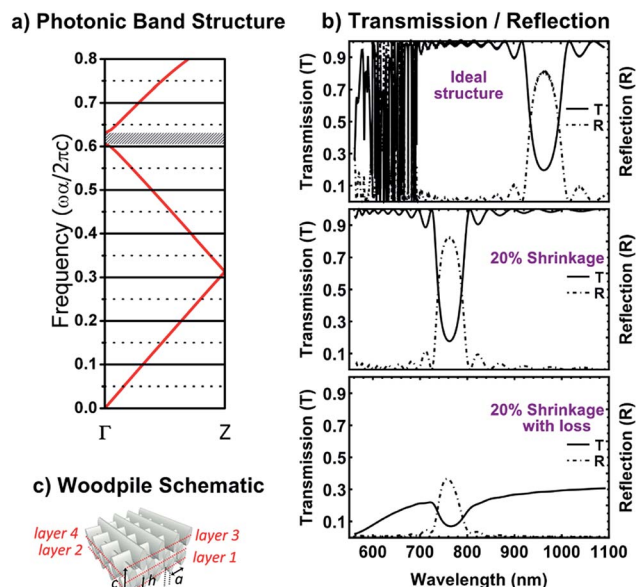 a) Photonic Band Structure
0.8
0.7
0.6
0.5
0.4
0.3
0.2
0.1
0.0
Frequency (ωα/2πc)
Γ Z
b) Transmission / Reflection
Transmission (T)
0.9
0.7
0.5
0.3
0.1
Ideal
structure
T
R
Reflection (R)
Transmission (T)
0.9
0.7
0.5
0.3
0.1
20% Shrinkage
T
R
Reflection (R)
Transmission (T)
0.9
0.7
0.5
0.3
0.1
20% Shrinkage
with loss
T
R
Reflection (R)
600 700 800 900 1000
Wavelength (nm)
c) Woodpile Schematic
layer 4 layer 3
layer 2 layer 1
c h a